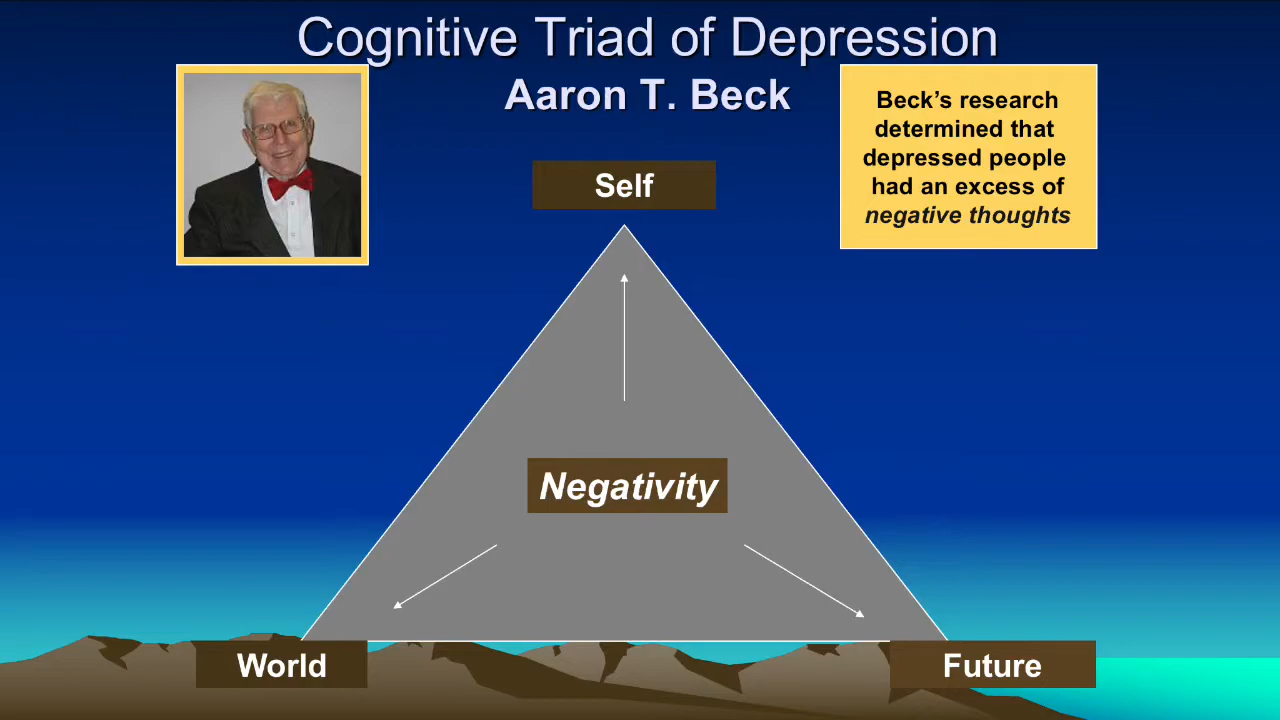 Cognitive Triad of Depression
Aaron T. Beck
Beck’s research
determined that
depressed people
had an excess of
negative thoughts
Self
Negativity
World
Future